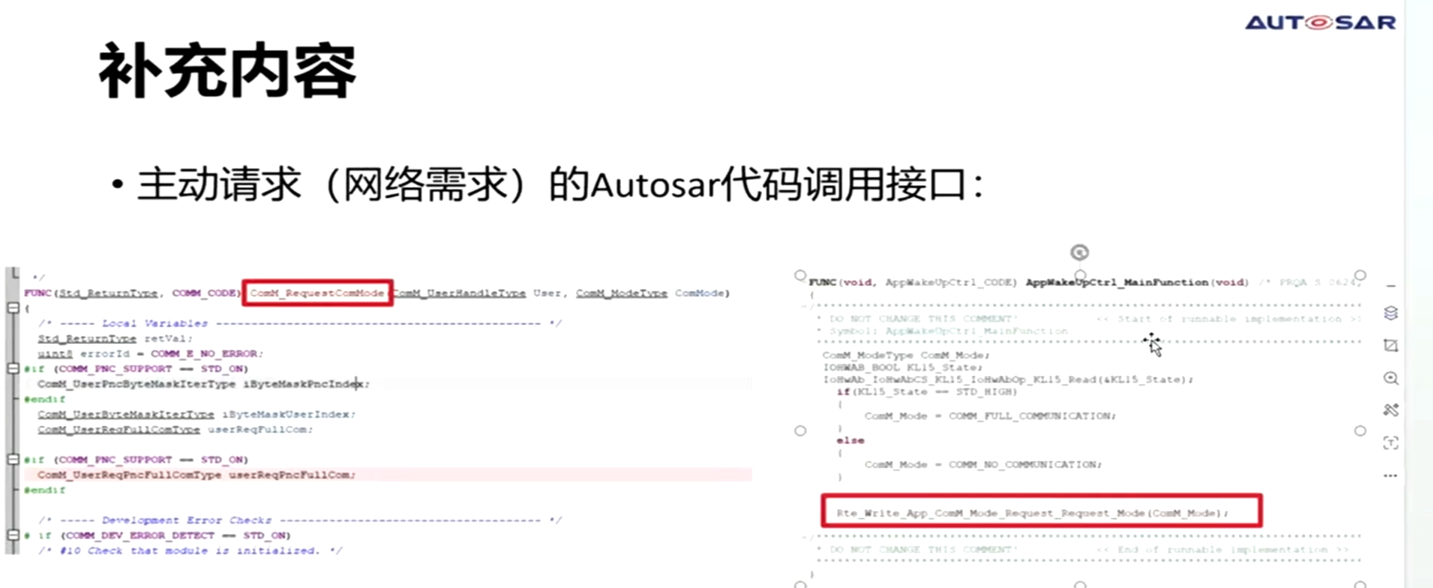 AUTOSAR
补充内容
• 主动请求（网络需求）的Autosar代码调用接口：
*/
FUNC(Std_ReturnType, COMM_CODE) ComM_RequestComMode(ComM_UserHandleType User, ComM_ModeType ComMode)
{
/* ----- Local Variables ---------------------------------------------- */
Std_ReturnType retVal;
uint8 errorId = COMM_E_NO_ERROR;
#if (COMM_PNC_SUPPORT == STD_ON)
ComM_UserPncByteMaskIterType iByteMaskPncIndex;
#endif
ComM_UserByteMaskIterType iByteMaskUserIndex;
ComM_UserReqFullComType userReqFullCom;
#if (COMM_PNC_SUPPORT == STD_ON)
ComM_UserReqPncFullComType userReqPncFullCom;
#endif
/* ----- Development Error Checks ------------------------------------- */
# if (COMM_DEV_ERROR_DETECT == STD_ON)
/* #10 Check that module is initialized. */
FUNC(void, AppWakeUpCtrl_CODE) AppWakeUpCtrl_MainFunction(void) /* PRQA S 0624,
{
* DO NOT CHANGE THIS COMMENT! << Start of runnable implementation >>
* Symbol: AppWakeUpCtrl_MainFunction
ComM_ModeType ComM_Mode;
IOHWAB_BOOL KL15_State;
IoHwAb_IoHwAbCS_KL15_IoHwAbOp_KL15_Read(&KL15_State);
if(KL15_State == STD_HIGH)
{
ComM_Mode = COMM_FULL_COMMUNICATION;
}
else
{
ComM_Mode = COMM_NO_COMMUNICATION;
}
Rte_Write_App_ComM_Mode_Request_Request_Mode(ComM_Mode);
* DO NOT CHANGE THIS COMMENT! << End of runnable implementation >>
}